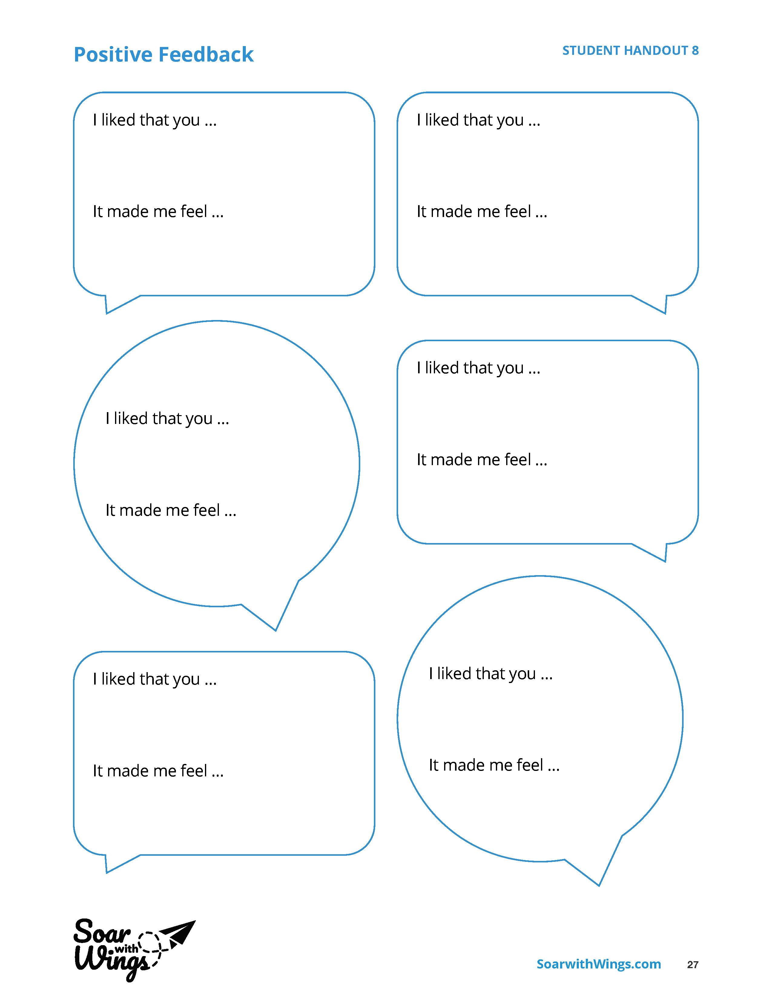 Positive Feedback
STUDENT HANDOUT 8
I liked that you ...
It made me feel ...
I liked that you ...
It made me feel ...
I liked that you ...
It made me feel ...
I liked that you ...
It made me feel ...
I liked that you ...
It made me feel ...
I liked that you ...
It made me feel ...
Soar
with
Wings
SoarwithWings.com
27